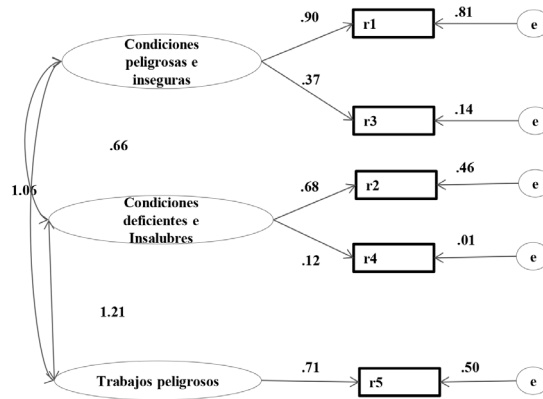 .90
r1
.81
e
Condiciones
peligrosas e
inseguras
.37
r3
.14
e
.66
1.06
.68
r2
.46
e
Condiciones
deficientes e
Insalubres
.12
r4
.01
e
1.21
Trabajos peligrosos
.71
r5
.50
e